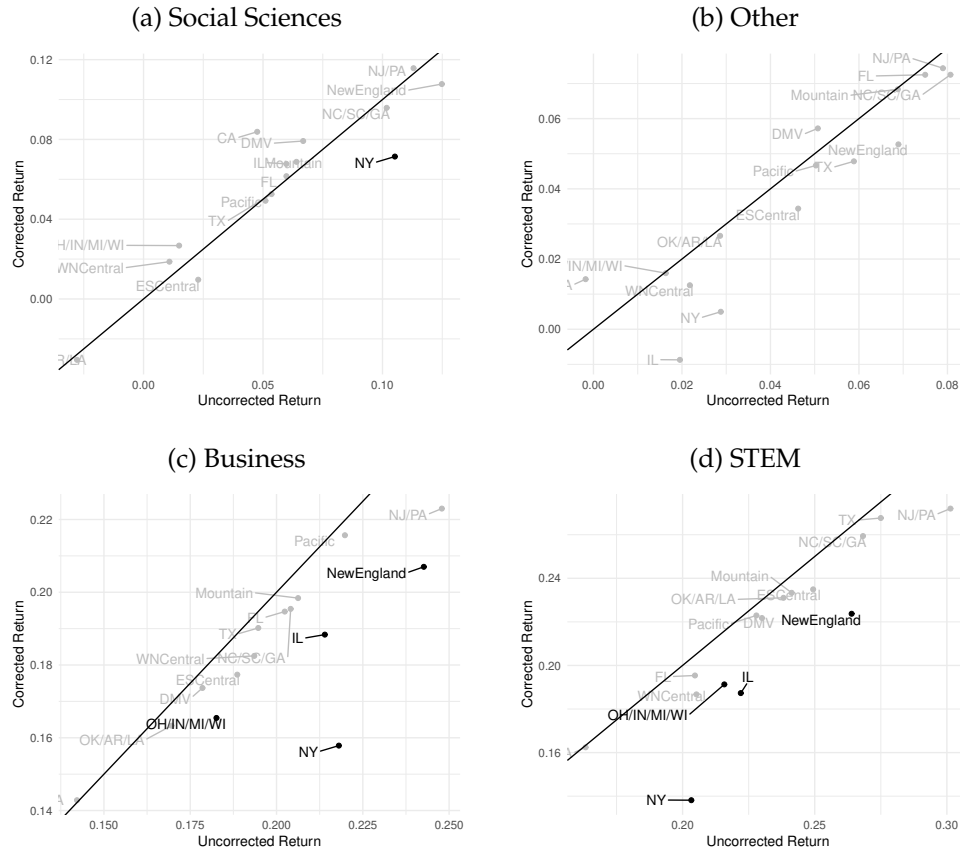 (a) Social Sciences
0.12
0.08
0.04
0.00
Corrected Return
NJ/PA
NewEngland
NC/SC/GA
CA
DMV
ILMountain
NY
FL
Pacific
TX
H/IN/MI/WI
WNCentral
ESCentral
R/LA
0.00 0.05 0.10
Uncorrected Return
(b) Other
0.06
0.04
0.02
0.00
Corrected Return
NJ/PA
FL
Mountain NC/SC/GA
DMV
NewEngland
Pacific TX
ESCentral
OK/AR/LA
/IN/MI/WI
A
WNCentral
NY
IL
0.00 0.02 0.04 0.06 0.08
Uncorrected Return
(c) Business
0.22
0.20
0.18
0.16
0.14
Corrected Return
NJ/PA
Pacific
NewEngland
Mountain
FL
TX
IL
WNCentral NC/SC/GA
ESCentral
DMV
OH/IN/MI/WI
OK/AR/LA
NY
A
0.150 0.175 0.200 0.225 0.250
Uncorrected Return
(d) STEM
0.24
0.20
0.16
Corrected Return
TX
NJ/PA
NC/SC/GA
Mountain
ESCentral
OK/AR/LA
Pacific
DMV
NewEngland
FL
IL
WNCentral
OH/IN/MI/WI
A
NY
0.20 0.25 0.30
Uncorrected Return